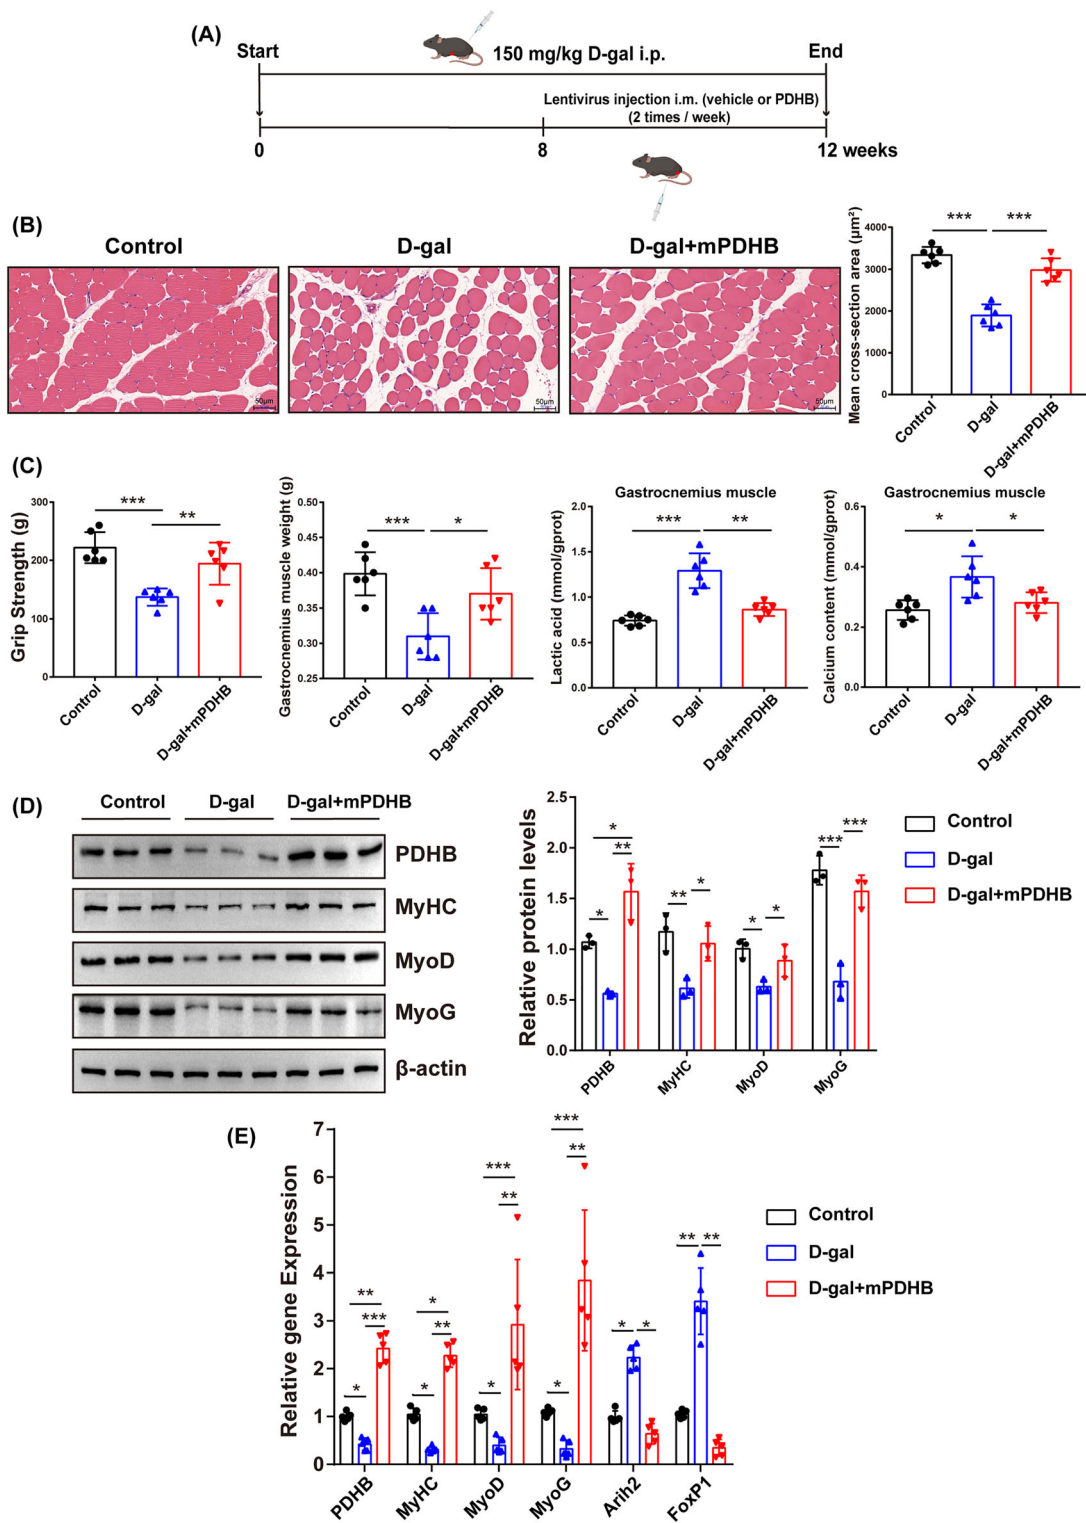 (A)
Start
150 mg/kg D-gal i.p.
End
Lentivirus injection i.m. (vehicle or PDHB)
(2 times / week)
0
8
12 weeks
(B)
Control
D-gal
D-gal+mPDHB
50μm
50μm
50μm
Mean cross-section area (μm²)
4000
3000
2000
1000
0
***
***
Control
D-gal
D-gal+mPDHB
(C)
Grip Strength (g)
300
200
100
0
***
**
Control
D-gal
D-gal+mPDHB
Gastrocnemius muscle weight (g)
0.50
0.45
0.40
0.35
0.30
0.25
***
*
Control
D-gal
D-gal+mPDHB
Gastrocnemius muscle
Lactic acid (mmol/gprot)
2.0
1.5
1.0
0.5
0.0
***
**
Control
D-gal
D-gal+mPDHB
Gastrocnemius muscle
Calcium content (mmol/gprot)
0.6
0.4
0.2
0.0
*
*
Control
D-gal
D-gal+mPDHB
(D)
Control
D-gal
D-gal+mPDHB
PDHB
MyHC
MyoD
MyoG
β-actin
Relative protein levels
2.5
2.0
1.5
1.0
0.5
0.0
*
**
*
**
*
*
*
***
***
PDHB
MyHC
MyoD
MyoG
Control
D-gal
D-gal+mPDHB
(E)
Relative gene Expression
7
6
5
4
3
2
1
0
**
***
*
*
**
*
***
**
*
***
**
*
*
*
**
**
PDHB
MyHC
MyoD
MyoG
Arih2
FoxP1
Control
D-gal
D-gal+mPDHB